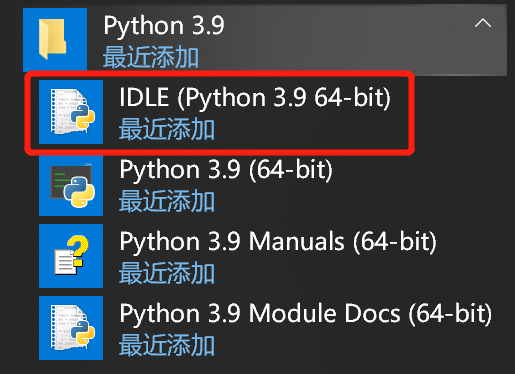 Python 3.9
最近添加
IDLE (Python 3.9 64-bit)
最近添加
Python 3.9 (64-bit)
最近添加
Python 3.9 Manuals (64-bit)
最近添加
Python 3.9 Module Docs (64-bit)
最近添加